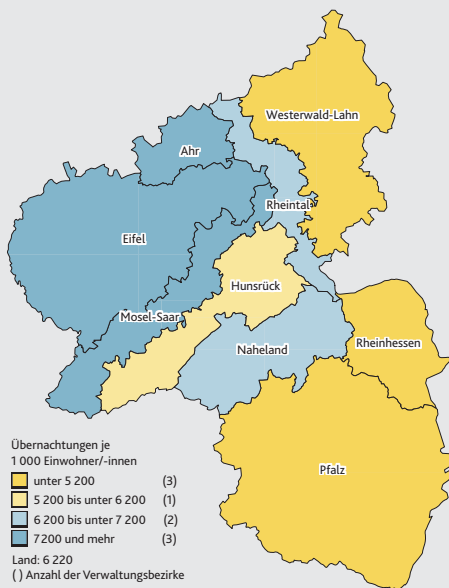 Westerwald-Lahn
Ahr
Rheintal
Eifel
Hunsrück
Mosel-Saar
Rheinhessen
Naheland
Pfalz
Übernachtungen je
1 000 Einwohner/-innen
unter 5 200 (3)
5 200 bis unter 6 200 (1)
6 200 bis unter 7 200 (2)
7 200 und mehr (3)
Land: 6 220
( ) Anzahl der Verwaltungsbezirke